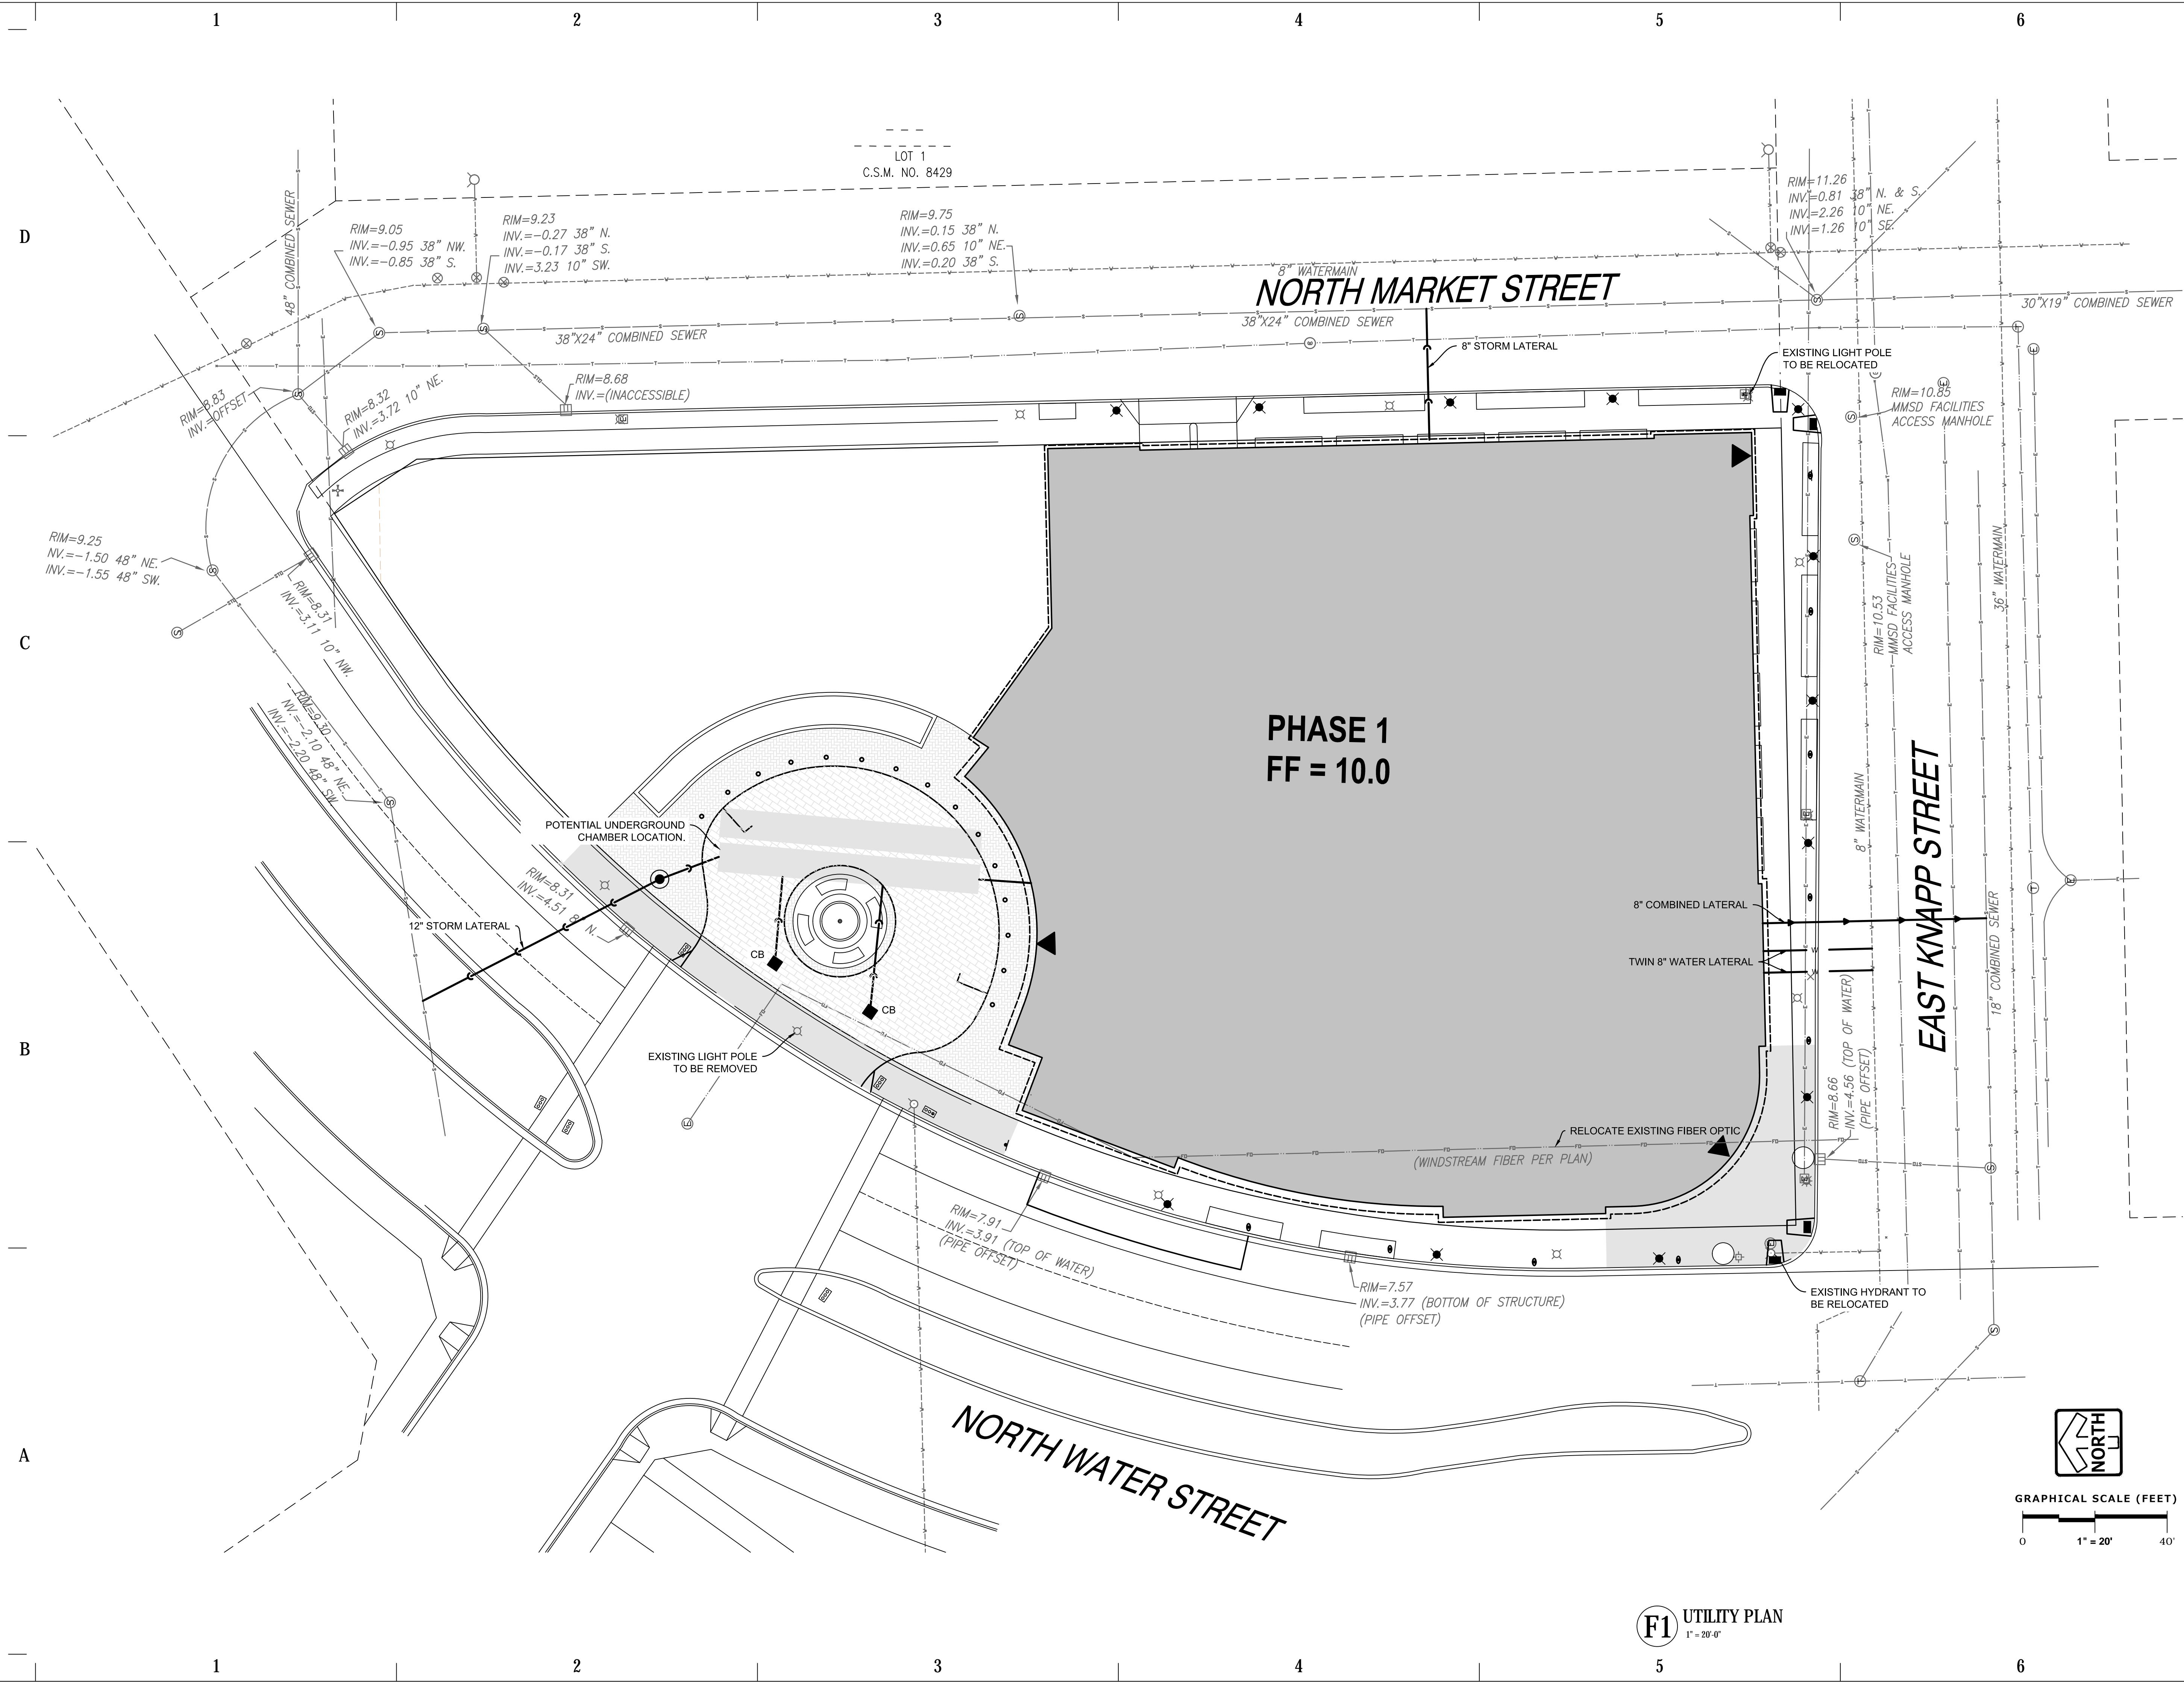 1 2 3 4 5 6
D
C
B
A
LOT 1
C.S.M. NO. 8429
48" COMBINED SEWER
RIM=9.05
INV.=-0.95 38" NW.
INV.=-0.85 38" S.
RIM=9.23
INV.=-0.27 38" N.
INV.=-0.17 38" S.
INV.=3.23 10" SW.
RIM=9.75
INV.=0.15 38" N.
INV.=0.65 10" NE.
INV.=0.20 38" S.
RIM=11.26
INV.=0.81 38" N. & S.
INV.=2.26 10" NE.
INV.=1.26 10" SE.
8" WATERMAIN
NORTH MARKET STREET
38"X24" COMBINED SEWER
38"X24" COMBINED SEWER
30"X19" COMBINED SEWER
8" STORM LATERAL
EXISTING LIGHT POLE
TO BE RELOCATED
RIM=8.68
INV.=(INACCESSIBLE)
RIM=8.83
INV.=OFFSET
RIM=8.32
INV.=3.72 10" NE.
RIM=10.85
MMSD FACILITIES
ACCESS MANHOLE
RIM=9.25
NV.=-1.50 48" NE.
INV.=-1.55 48" SW.
RIM=8.31
INV.=3.11 10" NW.
RIM=10.53
MMSD FACILITIES
ACCESS MANHOLE
36" WATERMAIN
RIM=9.30
NV.=-2.10 48" NE.
INV.=-2.20 48" SW
PHASE 1
FF = 10.0
POTENTIAL UNDERGROUND
CHAMBER LOCATION.
8" WATERMAIN
EAST KNAPP STREET
RIM=8.31
INV.=4.51 8
N.
12" STORM LATERAL
CB
CB
8" COMBINED LATERAL
TWIN 8" WATER LATERAL
18" COMBINED SEWER
EXISTING LIGHT POLE
TO BE REMOVED
RIM=8.66
INV.=4.56 (TOP OF WATER)
(PIPE OFFSET)
RELOCATE EXISTING FIBER OPTIC
(WINDSTREAM FIBER PER PLAN)
RIM=7.91
INV.=3.91 (TOP OF WATER)
(PIPE OFFSET)
RIM=7.57
INV.=3.77 (BOTTOM OF STRUCTURE)
(PIPE OFFSET)
EXISTING HYDRANT TO
BE RELOCATED
NORTH WATER STREET
NORTH
GRAPHICAL SCALE (FEET)
0 1" = 20' 40'
F1 UTILITY PLAN
1" = 20'-0"
1 2 3 4 5 6